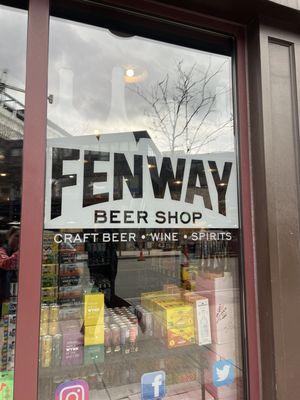 FENWAY
BEER SHOP
CRAFT BEER • WINE • SPIRITS